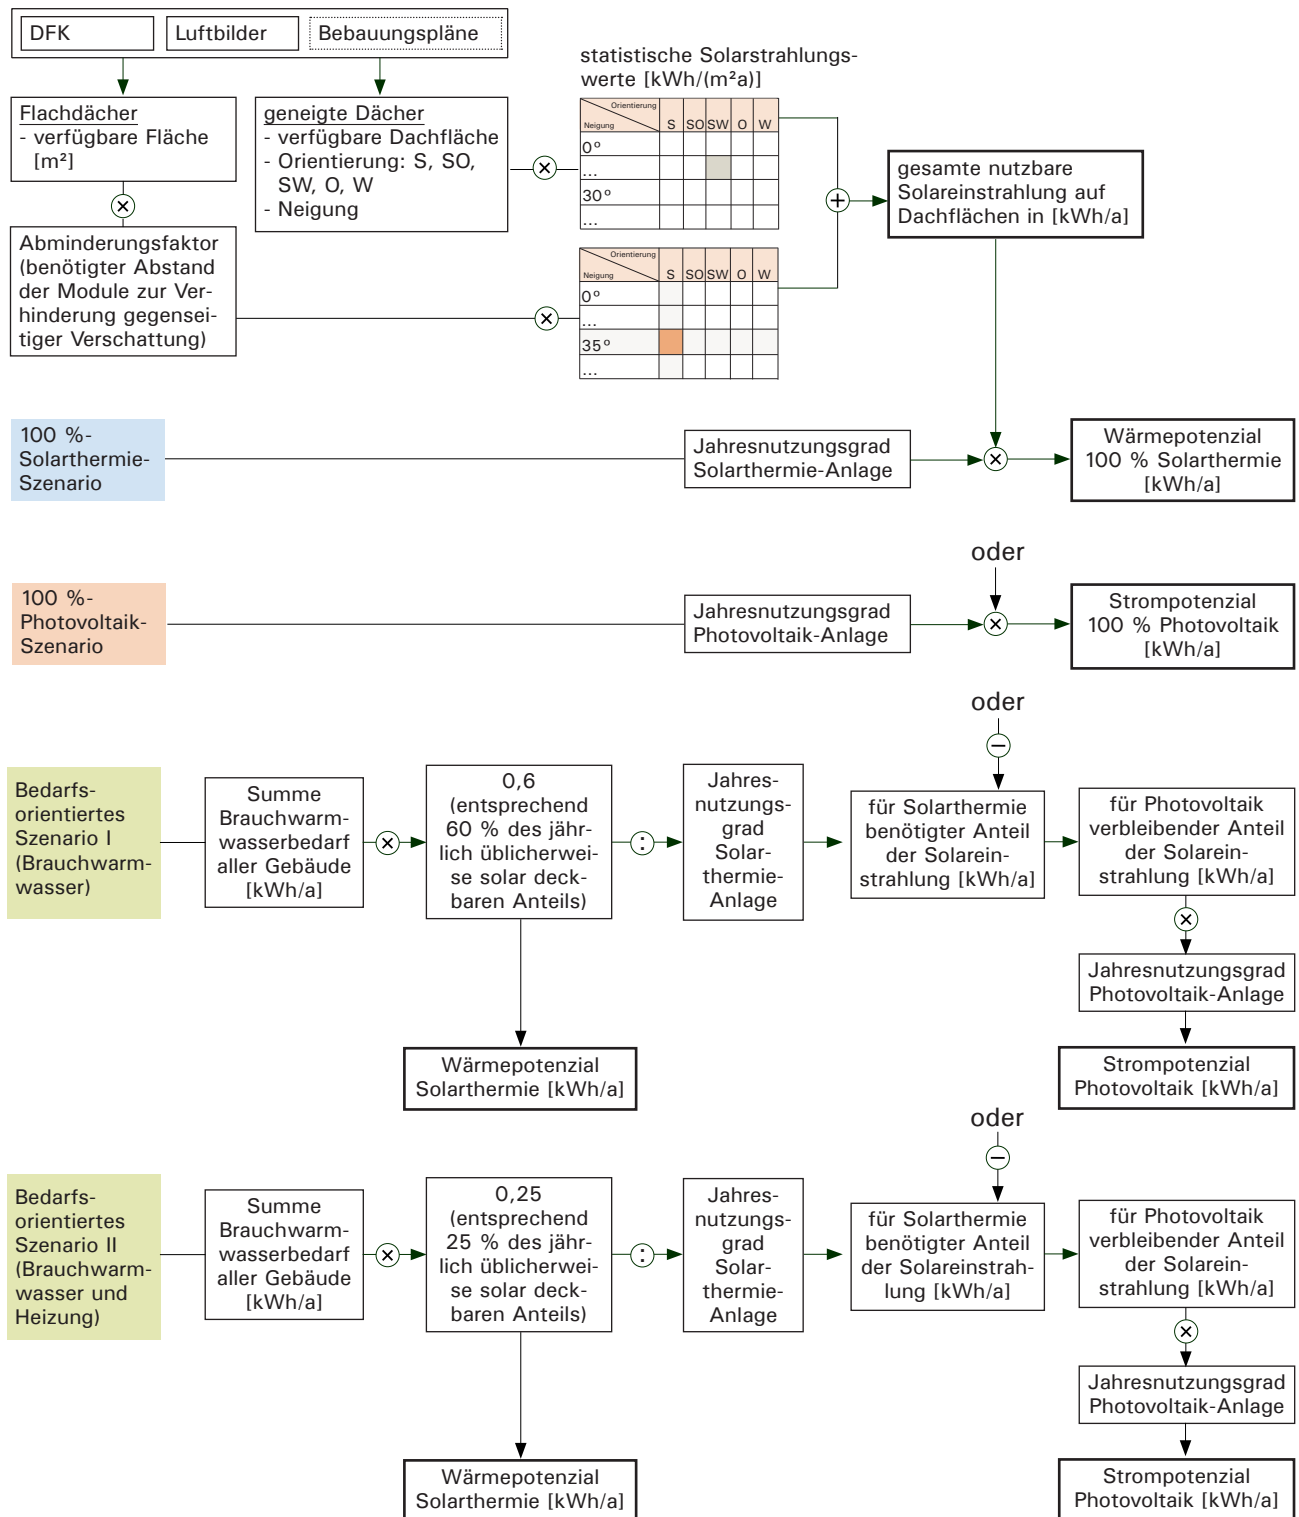 DFK
Luftbilder
Bebauungspläne
Flachdächer
- verfügbare Fläche
[m²]
geneigte Dächer
- verfügbare Dachfläche
- Orientierung: S, SO,
SW, O, W
- Neigung
statistische Solarstrahlungs-
werte [kWh/(m²a)]
Orientierung
Neigung
S SO SW O W
0°
...
30°
...
Abminderungsfaktor
(benötigter Abstand
der Module zur Ver-
hinderung gegensei-
tiger Verschattung)
Orientierung
Neigung
S SO SW O W
0°
...
35°
...
gesamte nutzbare
Solareinstrahlung auf
Dachflächen in [kWh/a]
100 %-
Solarthermie-
Szenario
Jahresnutzungsgrad
Solarthermie-Anlage
Wärmepotenzial
100 % Solarthermie
[kWh/a]
oder
100 %-
Photovoltaik-
Szenario
Jahresnutzungsgrad
Photovoltaik-Anlage
Strompotenzial
100 % Photovoltaik
[kWh/a]
oder
Bedarfs-
orientiertes
Szenario I
(Brauchwarm-
wasser)
Summe
Brauchwarm-
wasserbedarf
aller Gebäude
[kWh/a]
0,6
(entsprechend
60 % des jähr-
lich üblicherwei-
se solar deck-
baren Anteils)
Jahres-
nutzungs-
grad
Solar-
thermie-
Anlage
für Solarthermie
benötigter Anteil
der Solarein-
strahlung [kWh/a]
für Photovoltaik
verbleibender Anteil
der Solarein-
strahlung [kWh/a]
Jahresnutzungsgrad
Photovoltaik-Anlage
Wärmepotenzial
Solarthermie [kWh/a]
Strompotenzial
Photovoltaik [kWh/a]
oder
Bedarfs-
orientiertes
Szenario II
(Brauchwarm-
wasser und
Heizung)
Summe
Brauchwarm-
wasserbedarf
aller Gebäude
[kWh/a]
0,25
(entsprechend
25 % des jähr-
lich üblicherwei-
se solar deck-
baren Anteils)
Jahres-
nutzungs-
grad
Solar-
thermie-
Anlage
für Solarthermie
benötigter Anteil
der Solareinstrah-
lung [kWh/a]
für Photovoltaik
verbleibender Anteil
der Solarein-
strahlung [kWh/a]
Jahresnutzungsgrad
Photovoltaik-Anlage
Wärmepotenzial
Solarthermie [kWh/a]
Strompotenzial
Photovoltaik [kWh/a]